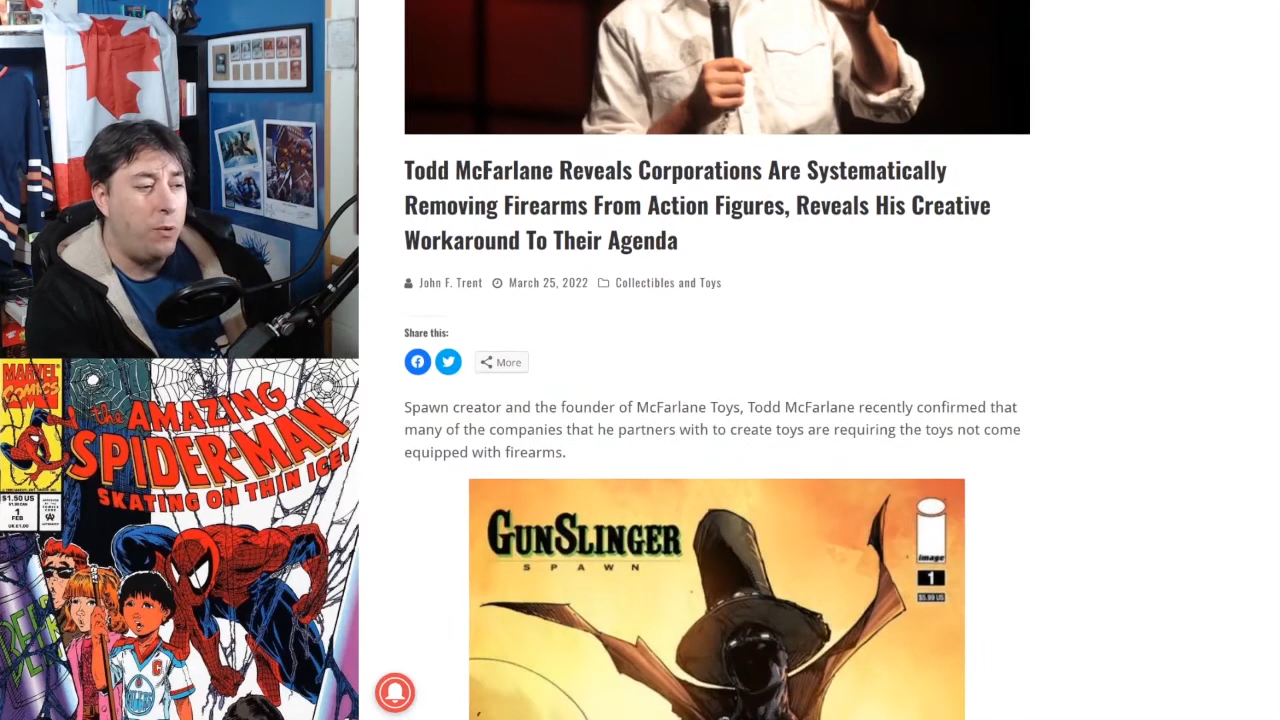 Todd McFarlane Reveals Corporations Are Systematically
Removing Firearms From Action Figures, Reveals His Creative
Workaround To Their Agenda
John F. Trent March 25, 2022 Collectibles and Toys
Share this:
More
Spawn creator and the founder of McFarlane Toys, Todd McFarlane recently confirmed that
many of the companies that he partners with to create toys are requiring the toys not come
equipped with firearms.
GUNSLINGER
SPAWN
image
1
$5.99 US
MARVEL
COMICS
the AMAZING
SPIDER-MAN
SKATING ON THIN ICE!
$1.50 US
1
FEB
C
OILERS